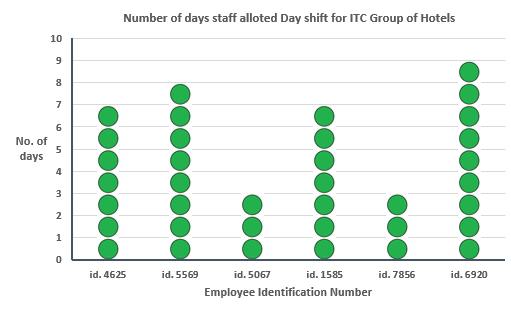 Number of days staff alloted Day shift for ITC Group of Hotels
10
9
8
7
6
5
4
3
2
1
0
No. of
days
id. 4625 id. 5569 id. 5067 id. 1585 id. 7856 id. 6920
Employee Identification Number